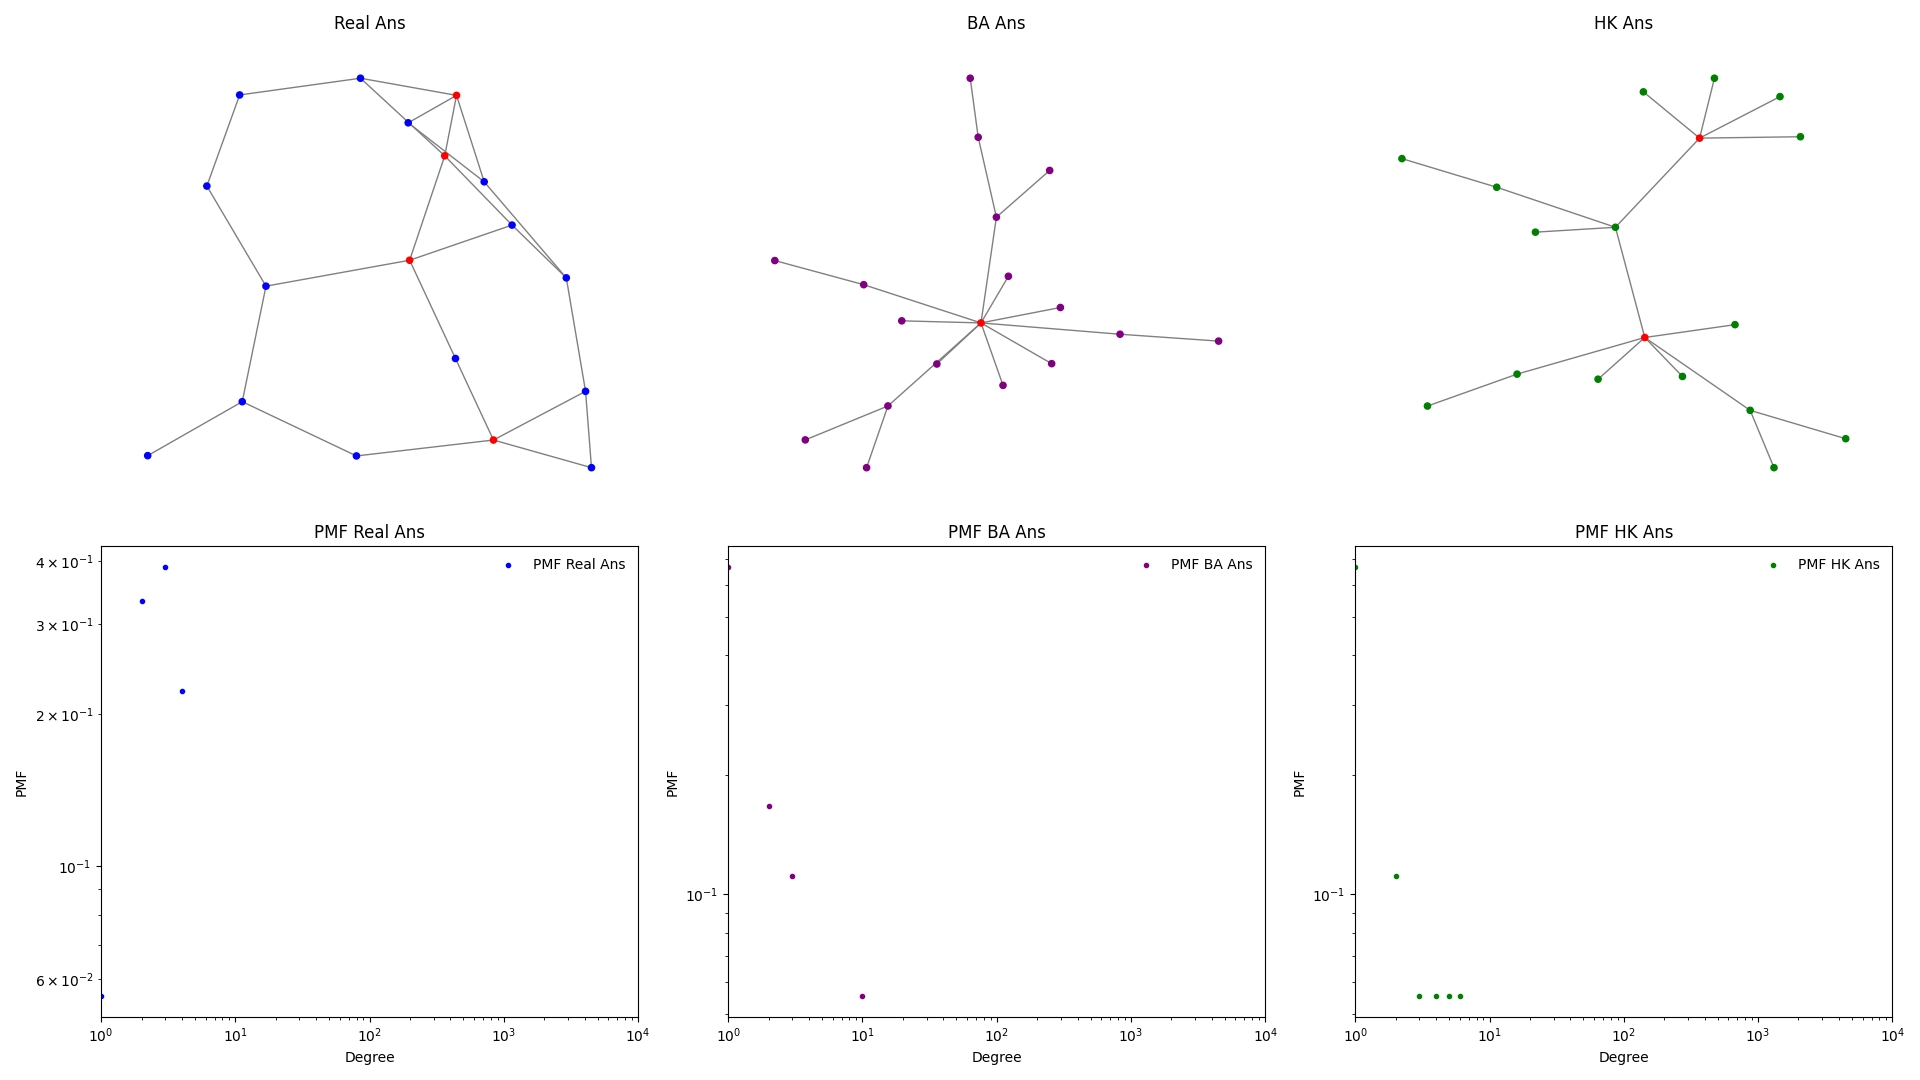 Real Ans
BA Ans
HK Ans
PMF Real Ans
PMF Real Ans
4 × 10⁻¹
3 × 10⁻¹
2 × 10⁻¹
10⁻¹
6 × 10⁻²
PMF
10⁰ 10¹ 10² 10³ 10⁴
Degree
PMF BA Ans
PMF BA Ans
10⁻¹
PMF
10⁰ 10¹ 10² 10³ 10⁴
Degree
PMF HK Ans
PMF HK Ans
10⁻¹
PMF
10⁰ 10¹ 10² 10³ 10⁴
Degree